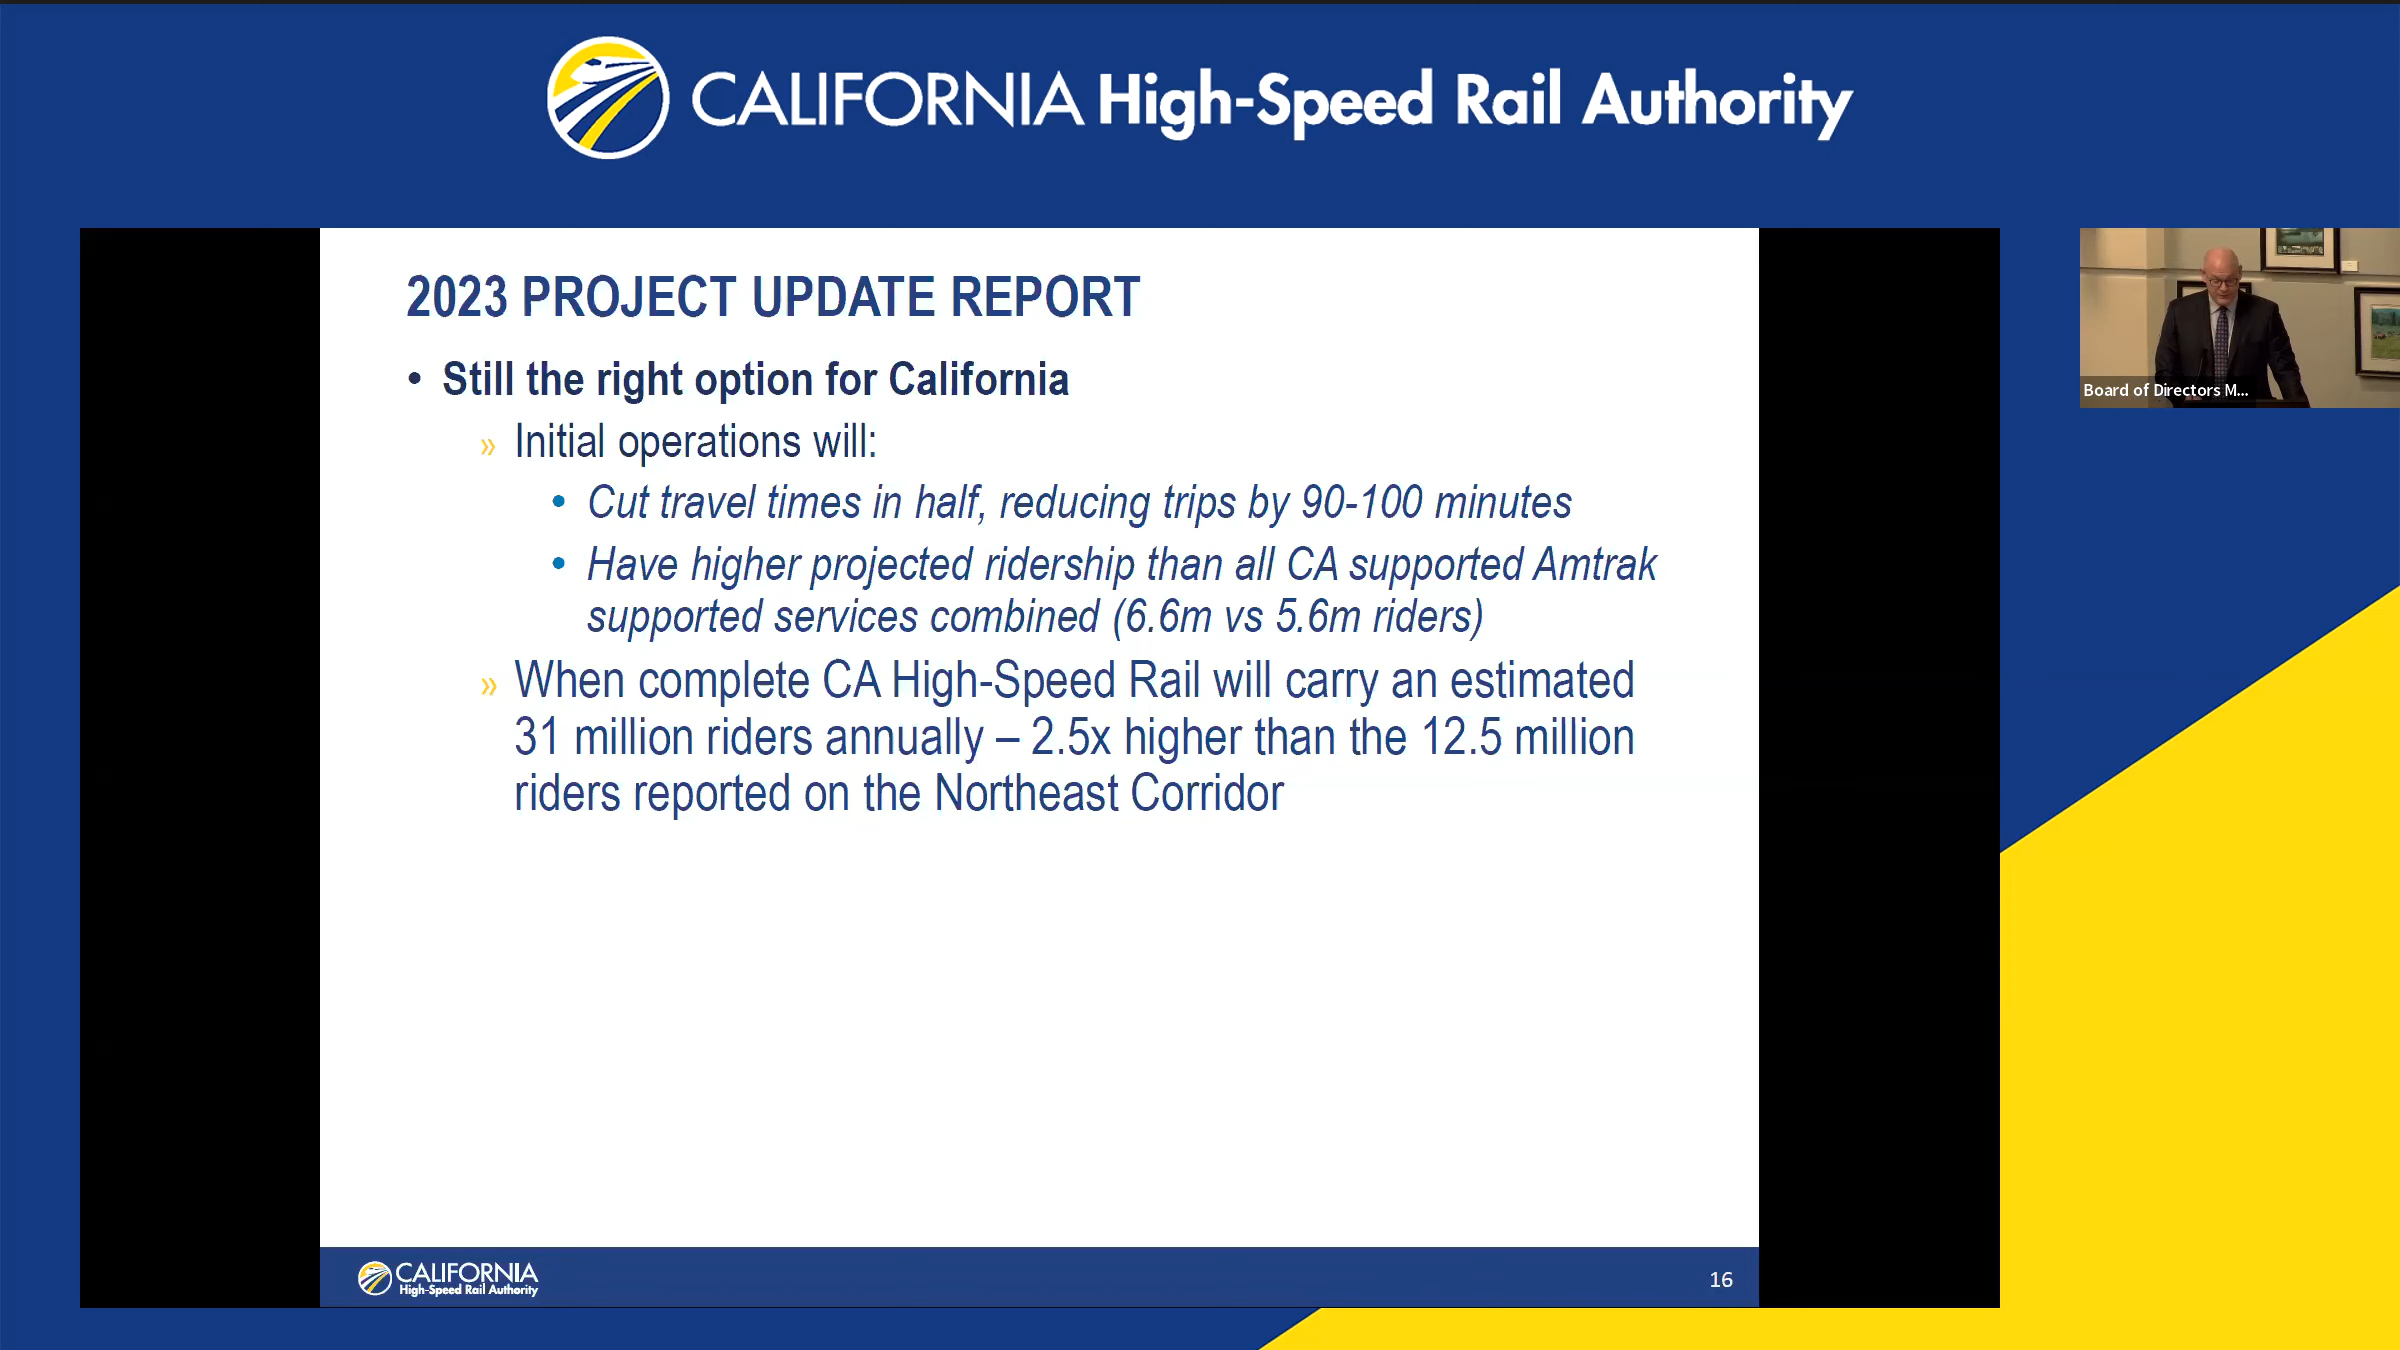 CALIFORNIA High-Speed Rail Authority
2023 PROJECT UPDATE REPORT
• Still the right option for California
» Initial operations will:
• Cut travel times in half, reducing trips by 90-100 minutes
• Have higher projected ridership than all CA supported Amtrak
supported services combined (6.6m vs 5.6m riders)
» When complete CA High-Speed Rail will carry an estimated
31 million riders annually – 2.5x higher than the 12.5 million
riders reported on the Northeast Corridor
Board of Directors M...
CALIFORNIA
High-Speed Rail Authority
16